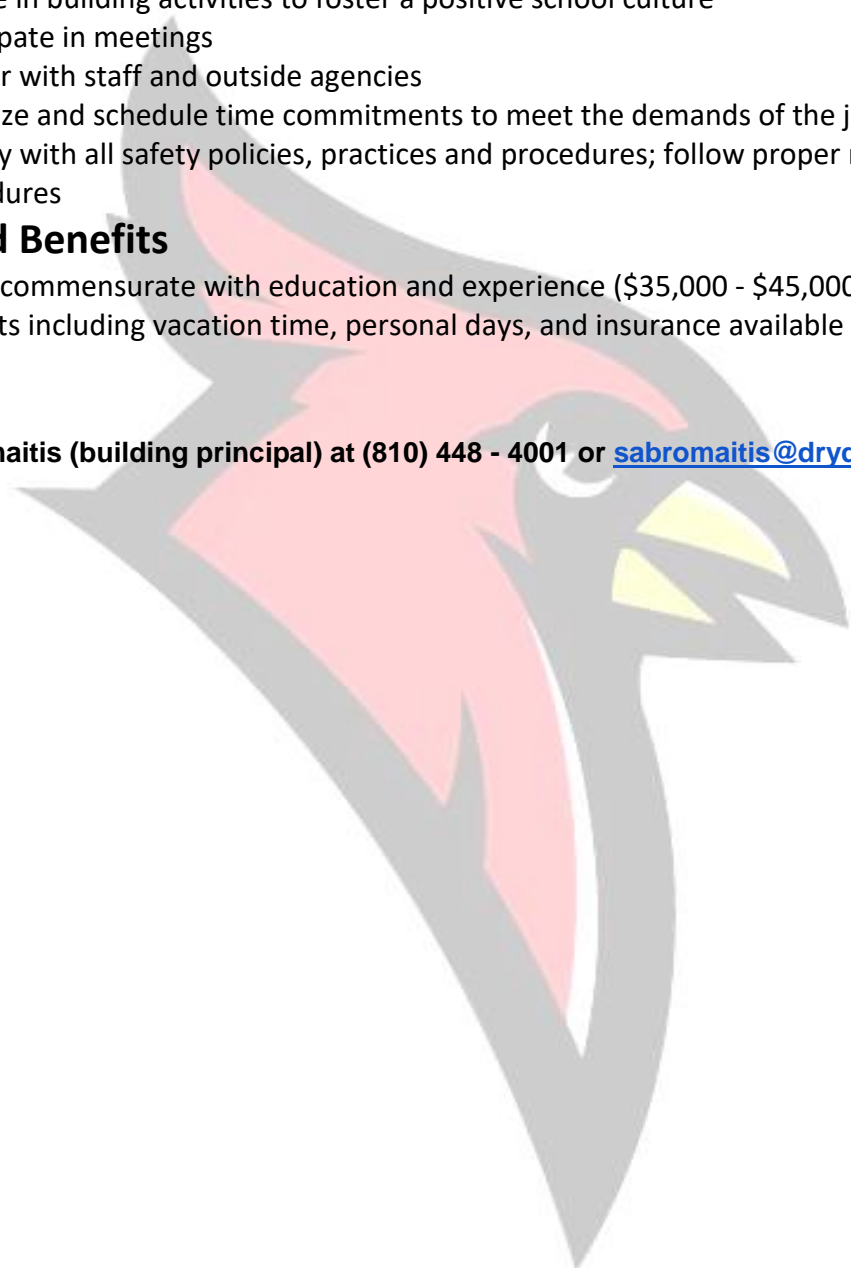 in building activities to foster a positive school culture
pate in meetings
r with staff and outside agencies
ze and schedule time commitments to meet the demands of the j
y with all safety policies, practices and procedures; follow proper
dures
d Benefits
commensurate with education and experience ($35,000 - $45,000
ts including vacation time, personal days, and insurance available
naitis (building principal) at (810) 448 - 4001 or sabromaitis@dryd